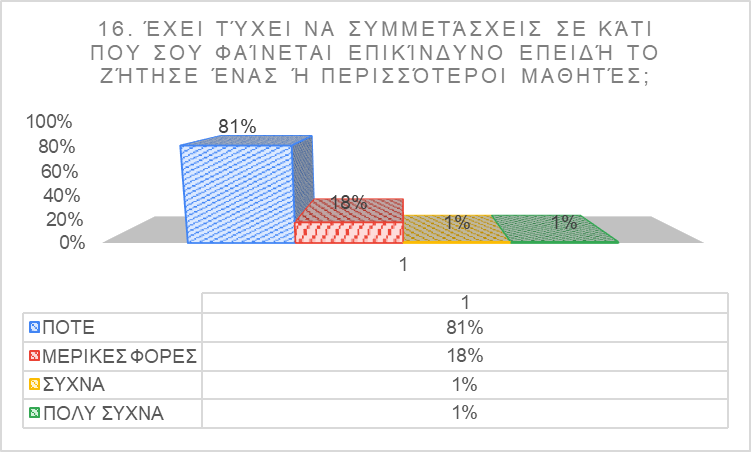 16. ΈΧΕΙ ΤΎΧΕΙ ΝΑ ΣΥΜΜΕΤΆΣΧΕΙΣ ΣΕ ΚΆΤΙ
ΠΟΥ ΣΟΥ ΦΑΊΝΕΤΑΙ ΕΠΙΚΊΝΔΥΝΟ ΕΠΕΙΔΉ ΤΟ
ΖΉΤΗΣΕ ΈΝΑΣ Ή ΠΕΡΙΣΣΌΤΕΡΟΙ ΜΑΘΗΤΈΣ;
100%
80%
60%
40%
20%
0%
81%
18%
1%
1%
1
1
ΠΟΤΕ 81%
ΜΕΡΙΚΕΣ ΦΟΡΕΣ 18%
ΣΥΧΝΑ 1%
ΠΟΛΥ ΣΥΧΝΑ 1%